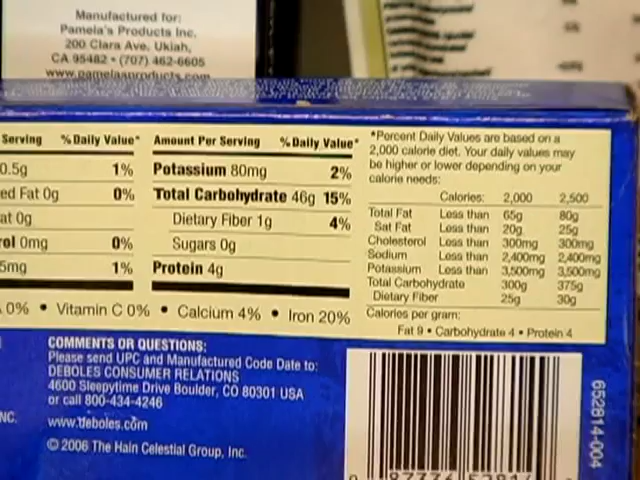 Manufactured for:
Pamela's Products Inc.
200 Clara Ave. Ukiah,
CA 95482 • (707) 462-6605
www.pamelasproducts.com
Serving % Daily Value*
0.5g 1%
ed Fat 0g 0%
at 0g
rol 0mg 0%
5mg 1%
Amount Per Serving % Daily Value*
Potassium 80mg 2%
Total Carbohydrate 46g 15%
Dietary Fiber 1g 4%
Sugars 0g
Protein 4g
*Percent Daily Values are based on a
2,000 calorie diet. Your daily values may
be higher or lower depending on your
calorie needs:
Calories: 2,000 2,500
Total Fat Less than 65g 80g
Sat Fat Less than 20g 25g
Cholesterol Less than 300mg 300mg
Sodium Less than 2,400mg 2,400mg
Potassium Less than 3,500mg 3,500mg
Total Carbohydrate 300g 375g
Dietary Fiber 25g 30g
Calories per gram:
Fat 9 • Carbohydrate 4 • Protein 4
A 0% • Vitamin C 0% • Calcium 4% • Iron 20%
COMMENTS OR QUESTIONS:
Please send UPC and Manufactured Code Date to:
DEBOLES CONSUMER RELATIONS
4600 Sleepytime Drive Boulder, CO 80301 USA
or call 800-434-4246
NC.
www.deboles.com
© 2006 The Hain Celestial Group, Inc.
652814-004